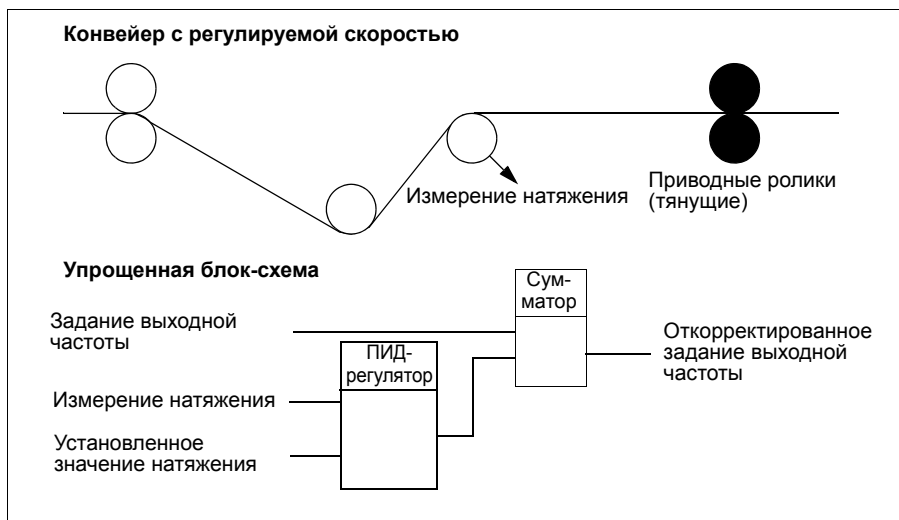 Конвейер с регулируемой скоростью
Измерение натяжения
Приводные ролики
(тянущие)
Упрощенная блок-схема
Сум-
матор
Задание выходной
частоты
ПИД-
регулятор
Откорректированное
задание выходной
частоты
Измерение натяжения
Установленное
значение натяжения